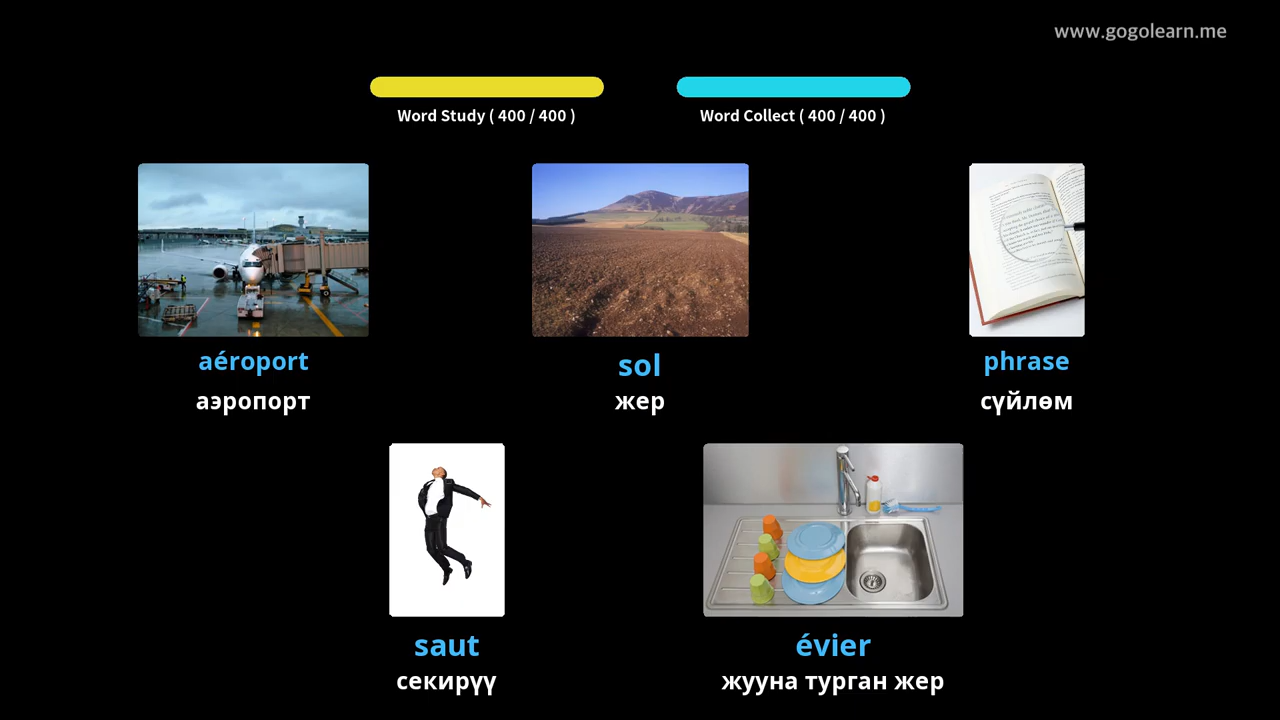 www.gogolearn.me
Word Study ( 400 / 400 )
Word Collect ( 400 / 400 )
aéroport
аэропорт
sol
жер
phrase
сүйлөм
saut
секирүү
évier
жууна турган жер